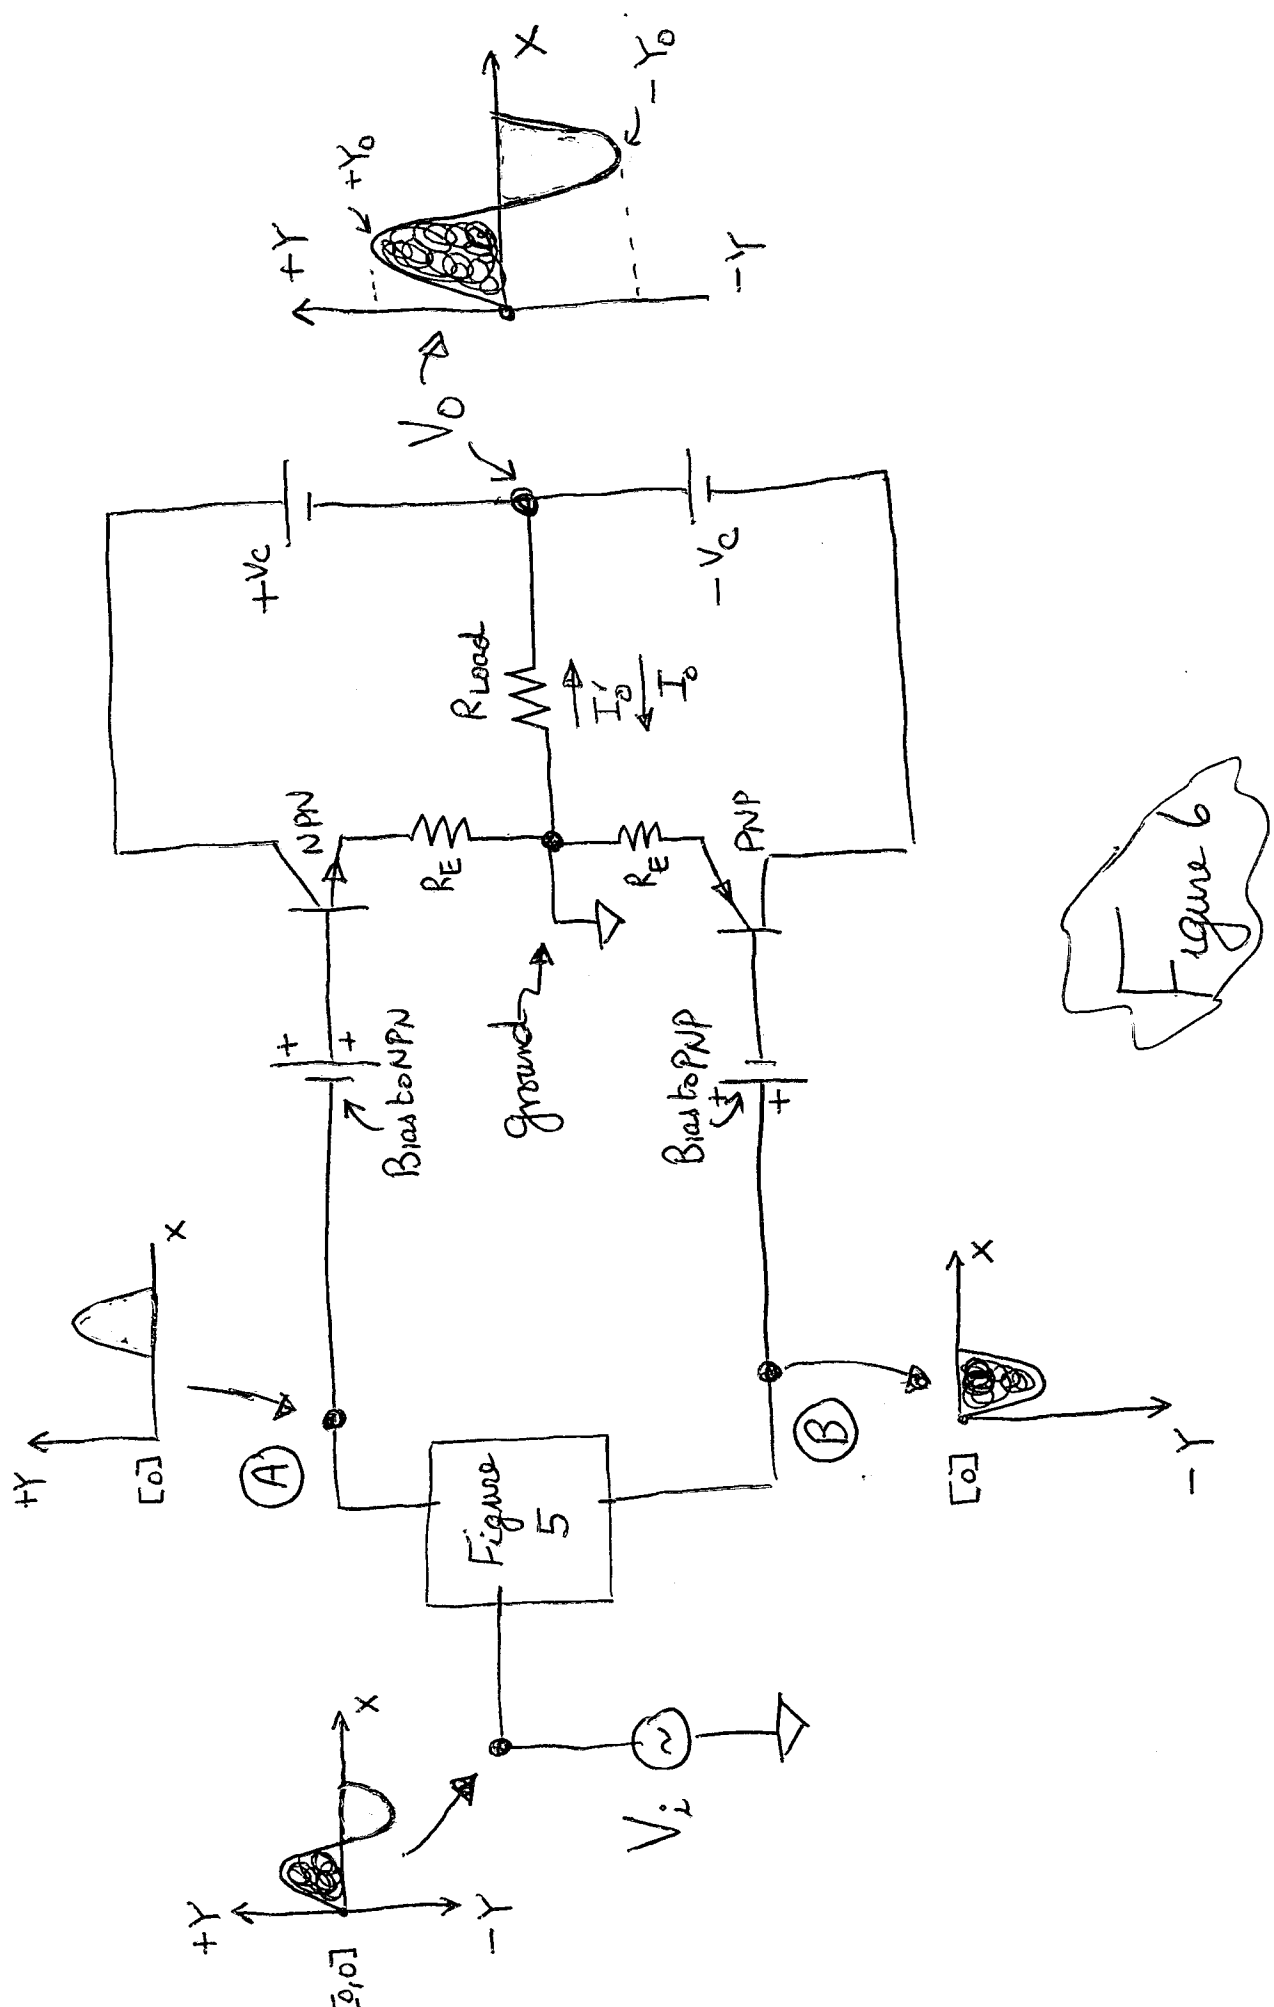 +Y
-Y
[0,0]
X
Vi
~
Figure
5
+Y
[0]
X
A
B
[0]
X
-Y
+
+
Bias to NPN
ground
Bias to PNP
+
+
NPN
RE
RE
PNP
RLoad
I'o
Io
+Vc
-Vc
Vo
+Y
+Yo
X
-Yo
-Y
Figure 6